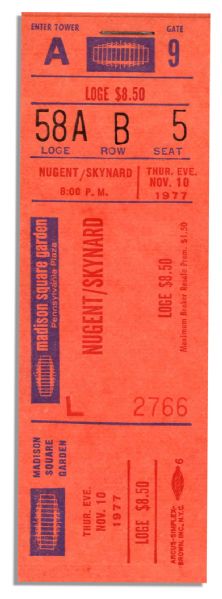 ENTER TOWER GATE
A 9
LOGE $8.50
58A B 5
LOGE ROW SEAT
NUGENT/SKYNARD
8:00 P. M.
THUR. EVE.
NOV. 10
1977
madison square garden
Pennsylvania Plaza
NUGENT/SKYNARD
LOGE $8.50
Maximum Broker Resale Prem. $1.50
L 2766
MADISON
SQUARE
GARDEN
THUR. EVE.
NOV. 10
1977
LOGE $8.50
6
ARCUS-SIMPLEX-
BROWN INC., N.Y.C.